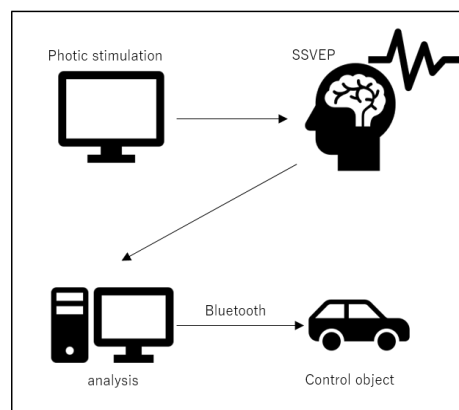 Photic stimulation
SSVEP
Bluetooth
analysis
Control object